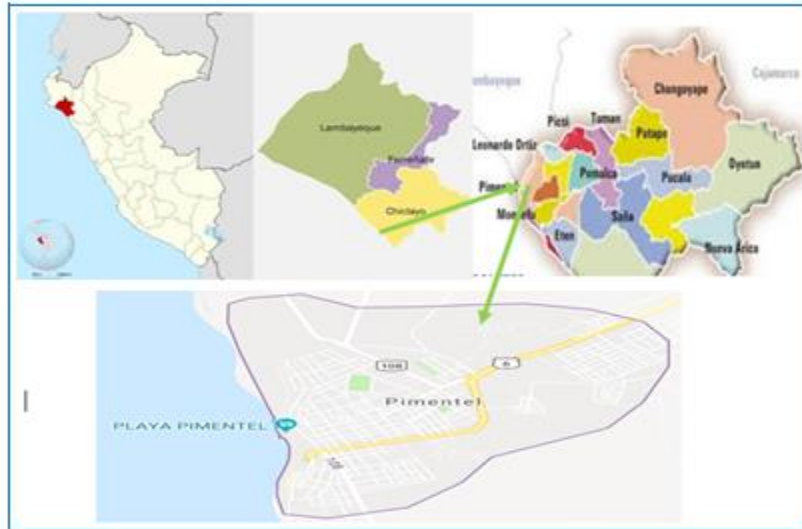 Lambayeque
Ferreñafe
Chiclayo
Cajamarca
Chongoyape
Picsi
Tuman
Patapo
Leonardo Ortiz
Oyotun
Pomalca
Pucala
Pimentel
Saña
Eten
Nueva Arica
108
6
Pimentel
PLAYA PIMENTEL